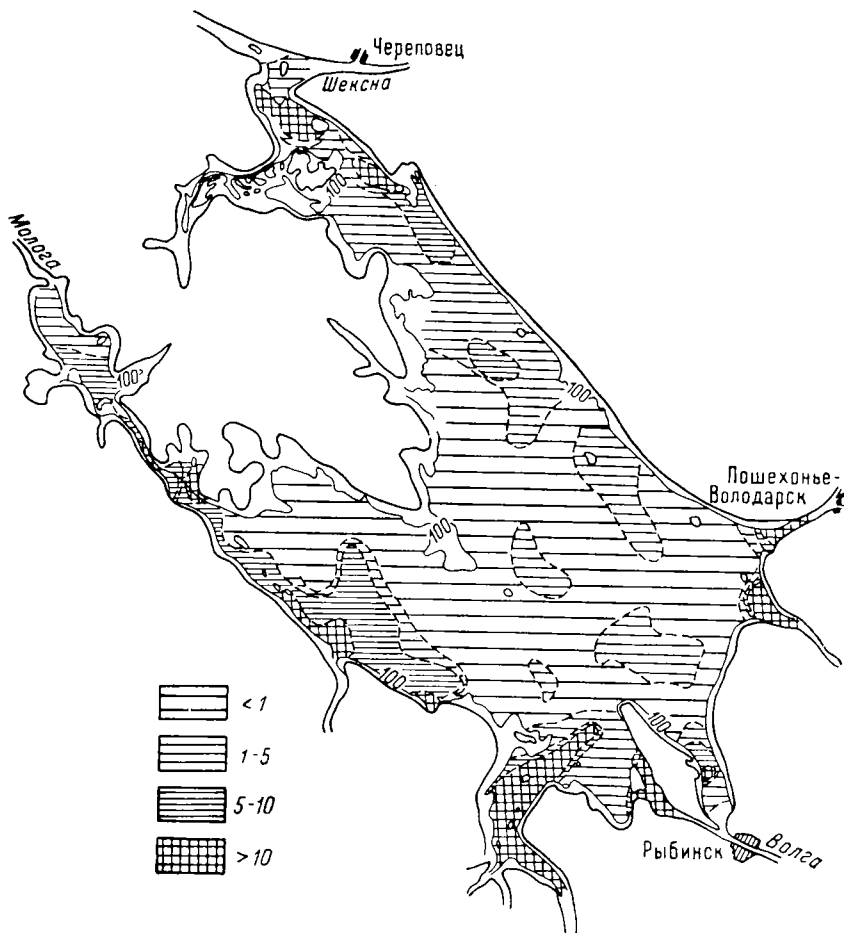 Череповец
Шексна
100
Молога
100
100
Пошехонье-
Володарск
100
100
100
<1
1-5
5-10
>10
Рыбинск
Волга